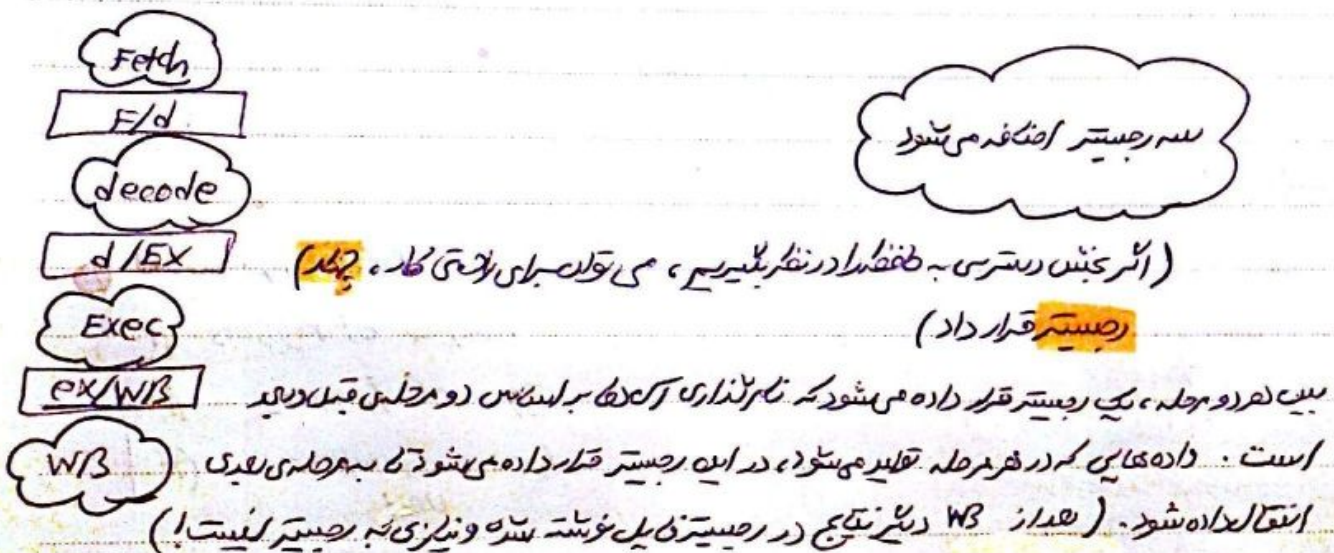 Fetch
F/d
decode
d/EX
Exec
ex/WB
WB
سه رجیستر اضافه می‌شود
(اگر بخش دسترسی به حافظه را در نظر بگیریم، می‌توان برای راحتی کار، چهار
رجیستر قرار داد)
بین هر دو مرحله، یک رجیستر قرار داده می‌شود که نام‌گذاری آن‌ها بر اساس دو مرحله‌ی قبل و بعد
است. داده‌هایی که در هر مرحله تولید می‌شود، در این رجیستر قرار داده می‌شود تا به مرحله‌ی بعدی
انتقال داده شود. (بعد از WB دیگر نتایج در رجیستر فایل نوشته شده و نیازی به رجیستر نیست!)